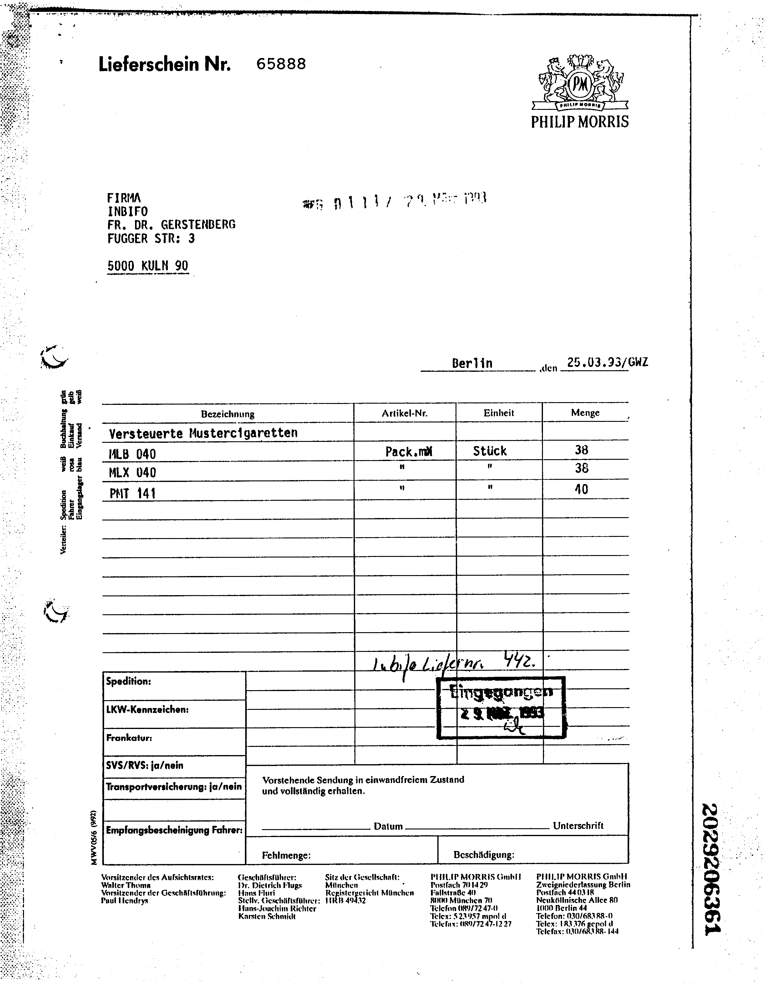 Lieferschein Nr. 65888
PM
PHILIP MORRIS
PHILIP MORRIS
FIRMA
INBIFO
FR. DR. GERSTENBERG
FUGGER STR: 3
5000 KULN 90
29. März 1993
Berlin ,den 25.03.93/GWZ
Bezeichnung Artikel-Nr. Einheit Menge
Versteuerte Mustercigaretten
MLB 040 Pack.mW Stück 38
MLX 040 " " 38
PMT 141 " " 40
Verteiler: Spedition weiß Buchhaltung grün
Fahrer rosa Einkauf gelb
Eingangslager blau Versand weiß
Inbifo Liefernr. 442.
Eingegangen
29. MRZ. 1993
Spedition:
LKW-Kennzeichen:
Frankatur:
SVS/RVS: ja/nein
Transportversicherung: ja/nein
Empfangsbescheinigung Fahrer:
Vorstehende Sendung in einwandfreiem Zustand
und vollständig erhalten.
Datum Unterschrift
Fehlmenge: Beschädigung:
MWV 05/6 (9/92)
Vorsitzender des Aufsichtsrates:
Walter Thoma
Vorsitzender der Geschäftsführung:
Paul Hendrys
Geschäftsführer:
Dr. Dietrich Flugs
Hans Fluri
Stellv. Geschäftsführer:
Hans-Joachim Richter
Karsten Schmidt
Sitz der Gesellschaft:
München
Registergericht München
HRB 49432
PHILIP MORRIS GmbH
Postfach 70 14 29
Fallstraße 40
8000 München 70
Telefon 089/72 47-0
Telex: 5 23 957 mpol d
Telefax: 089/72 47-12 27
PHILIP MORRIS GmbH
Zweigniederlassung Berlin
Postfach 44 03 18
Neuköllnische Allee 80
1000 Berlin 44
Telefon: 030/683 88-0
Telex: 183 376 gepol d
Telefax: 030/683 88-144
2029206361